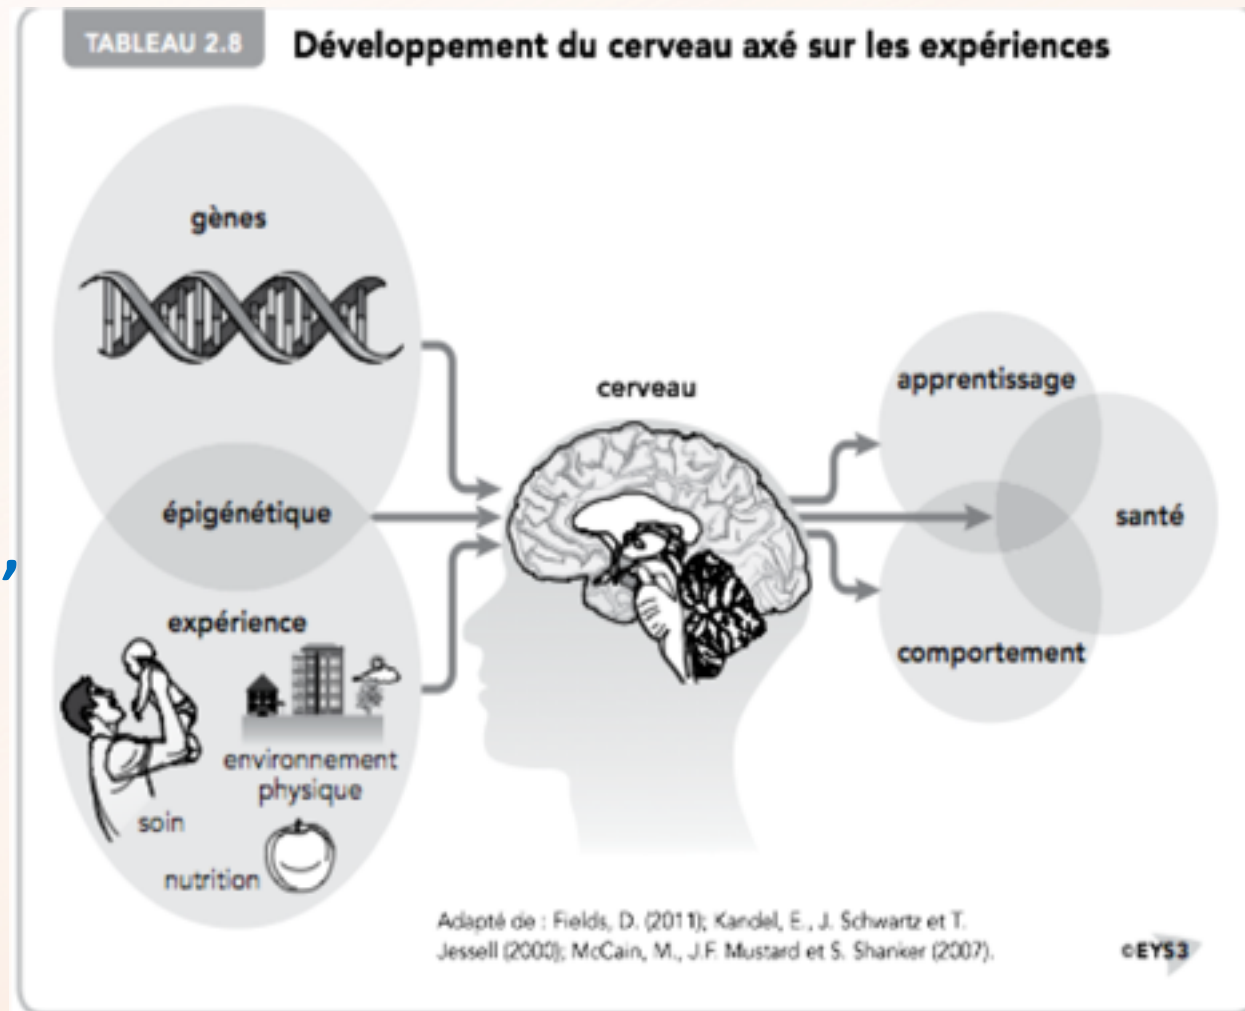 TABLEAU 2.8
Développement du cerveau axé sur les expériences
gènes
épigénétique
expérience
soin
environnement
physique
nutrition
cerveau
apprentissage
santé
comportement
Adapté de : Fields, D. (2011); Kandel, E., J. Schwartz et T.
Jessell (2000); McCain, M., J.F. Mustard et S. Shanker (2007).
©EYS3
,